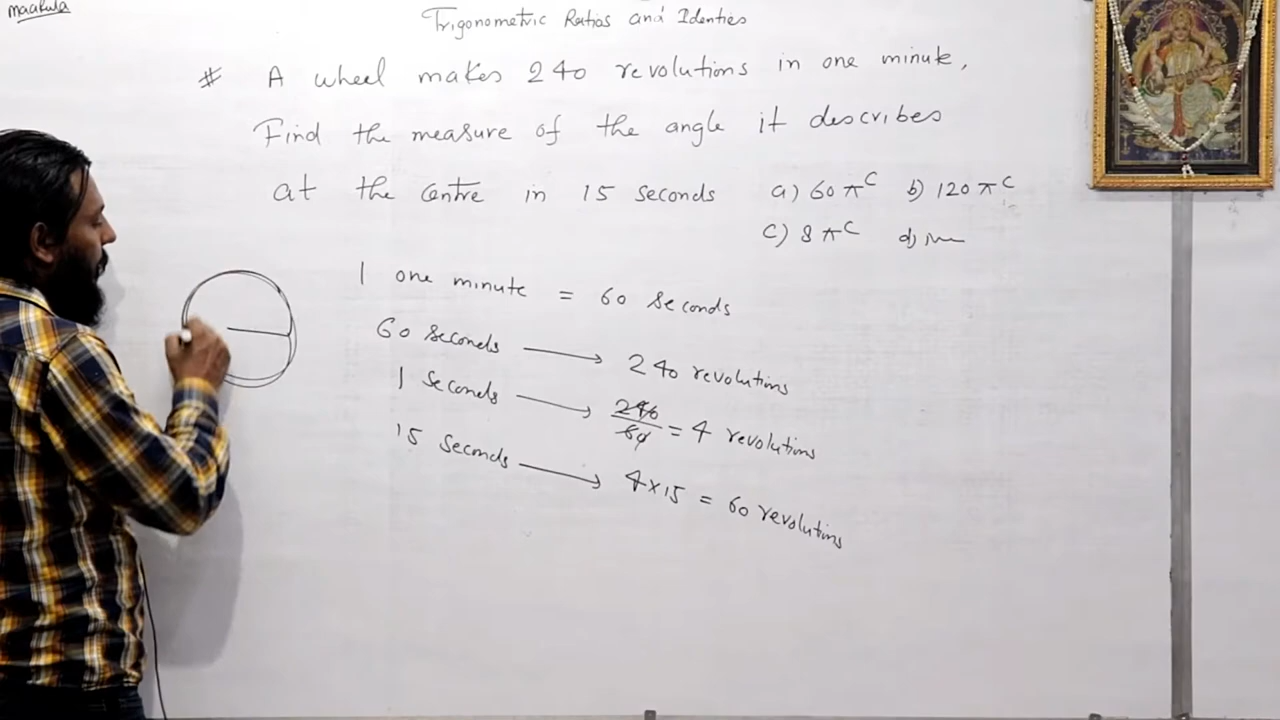 maakula
Trigonometric Ratios and Identies
# A wheel makes 240 revolutions in one minute,
Find the measure of the angle it describes
at the centre in 15 seconds a) 60 π^C b) 120 π^C
C) 8 π^C d)
1 one minute = 60 seconds
60 seconds → 240 revolutions
1 seconds → 240/60 = 4 revolutions
15 seconds → 4×15 = 60 revolutions